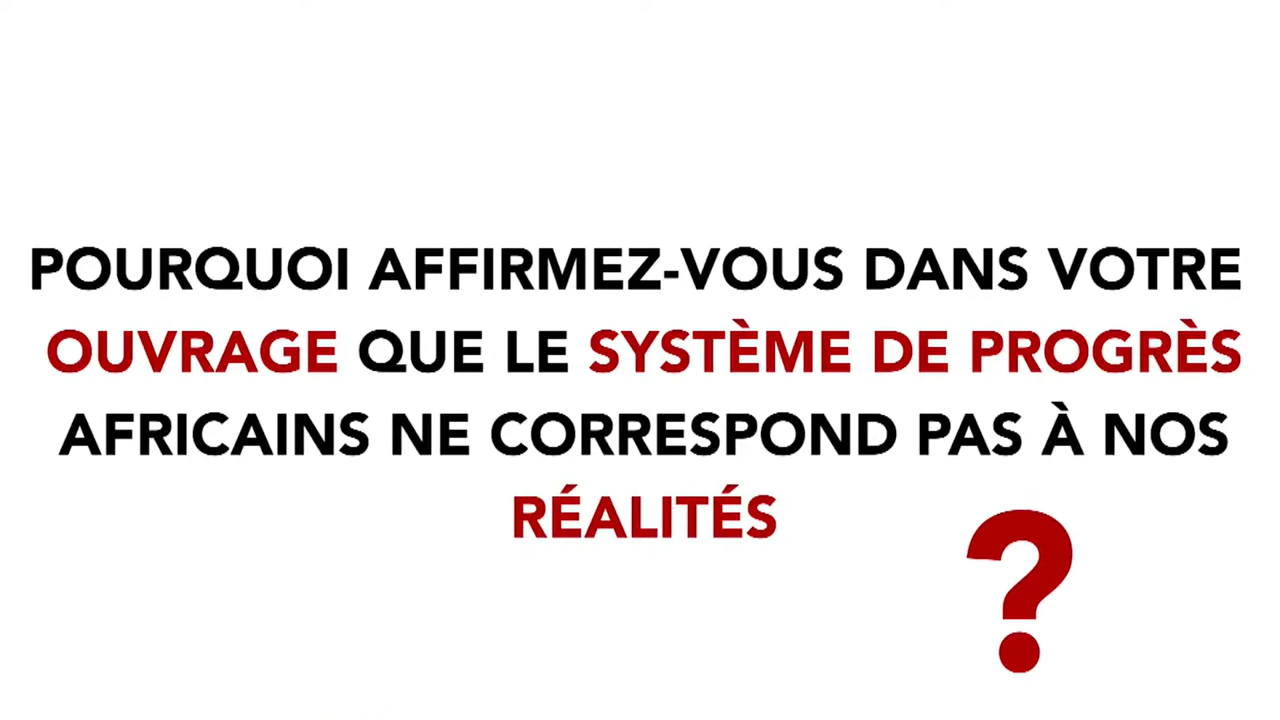 POURQUOI AFFIRMEZ-VOUS DANS VOTRE
OUVRAGE QUE LE SYSTÈME DE PROGRÈS
AFRICAINS NE CORRESPOND PAS À NOS
RÉALITÉS
?